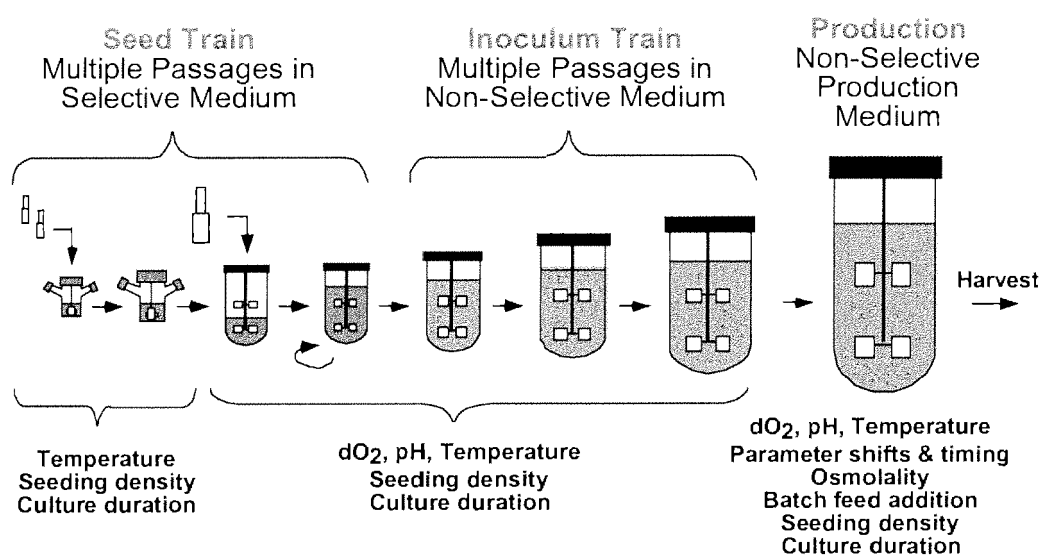 Seed Train
Multiple Passages in
Selective Medium
Inoculum Train
Multiple Passages in
Non-Selective Medium
Production
Non-Selective
Production
Medium
Harvest
Temperature
Seeding density
Culture duration
dO2, pH, Temperature
Seeding density
Culture duration
dO2, pH, Temperature
Parameter shifts & timing
Osmolality
Batch feed addition
Seeding density
Culture duration